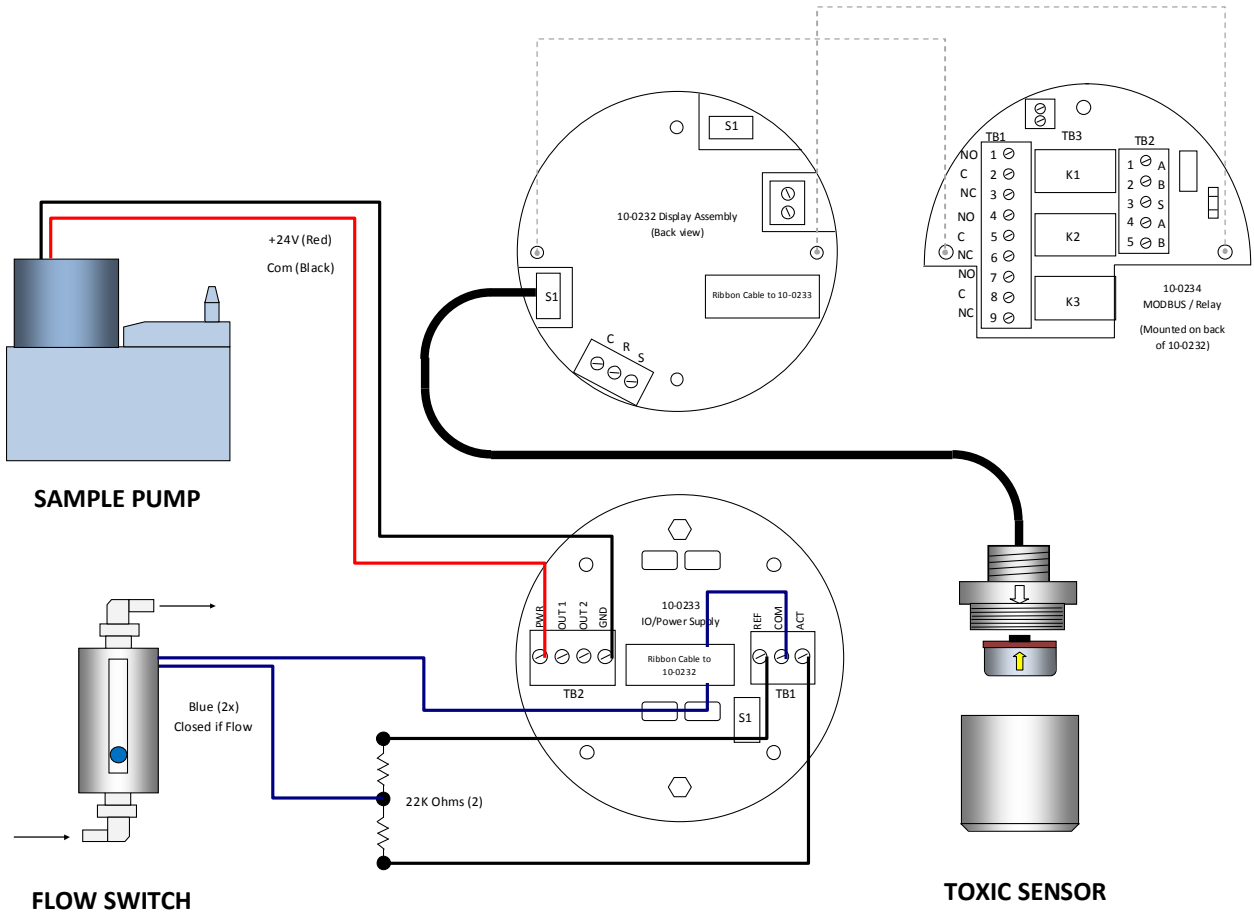 +24V (Red)
Com (Black)
SAMPLE PUMP
S1
10-0232 Display Assembly
(Back view)
S1
Ribbon Cable to 10-0233
C
R
S
TB1
TB3
TB2
NO 1
C 2
NC 3
NO 4
C 5
NC 6
NO 7
C 8
NC 9
K1
K2
K3
1 A
2 B
3 S
4 A
5 B
10-0234
MODBUS / Relay
(Mounted on back
of 10-0232)
Blue (2x)
Closed if Flow
FLOW SWITCH
22K Ohms (2)
10-0233
IO/Power Supply
PWR
OUT 1
OUT 2
GND
TB2
Ribbon Cable to
10-0232
REF
COM
ACT
TB1
S1
TOXIC SENSOR